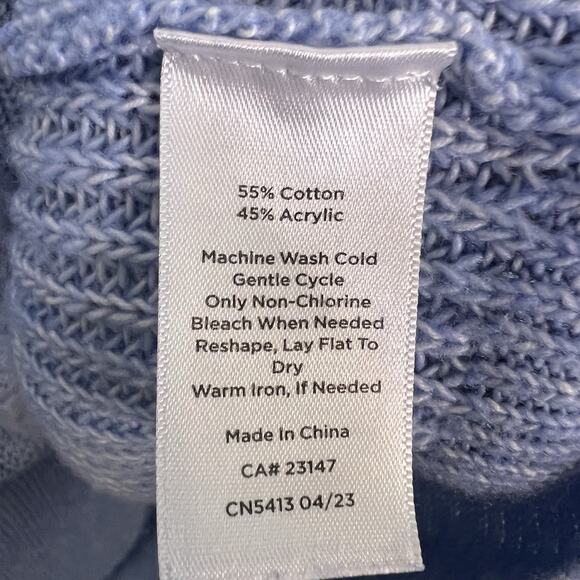 55% Cotton
45% Acrylic
Machine Wash Cold
Gentle Cycle
Only Non-Chlorine
Bleach When Needed
Reshape, Lay Flat To
Dry
Warm Iron, If Needed
Made In China
CA# 23147
CN5413 04/23